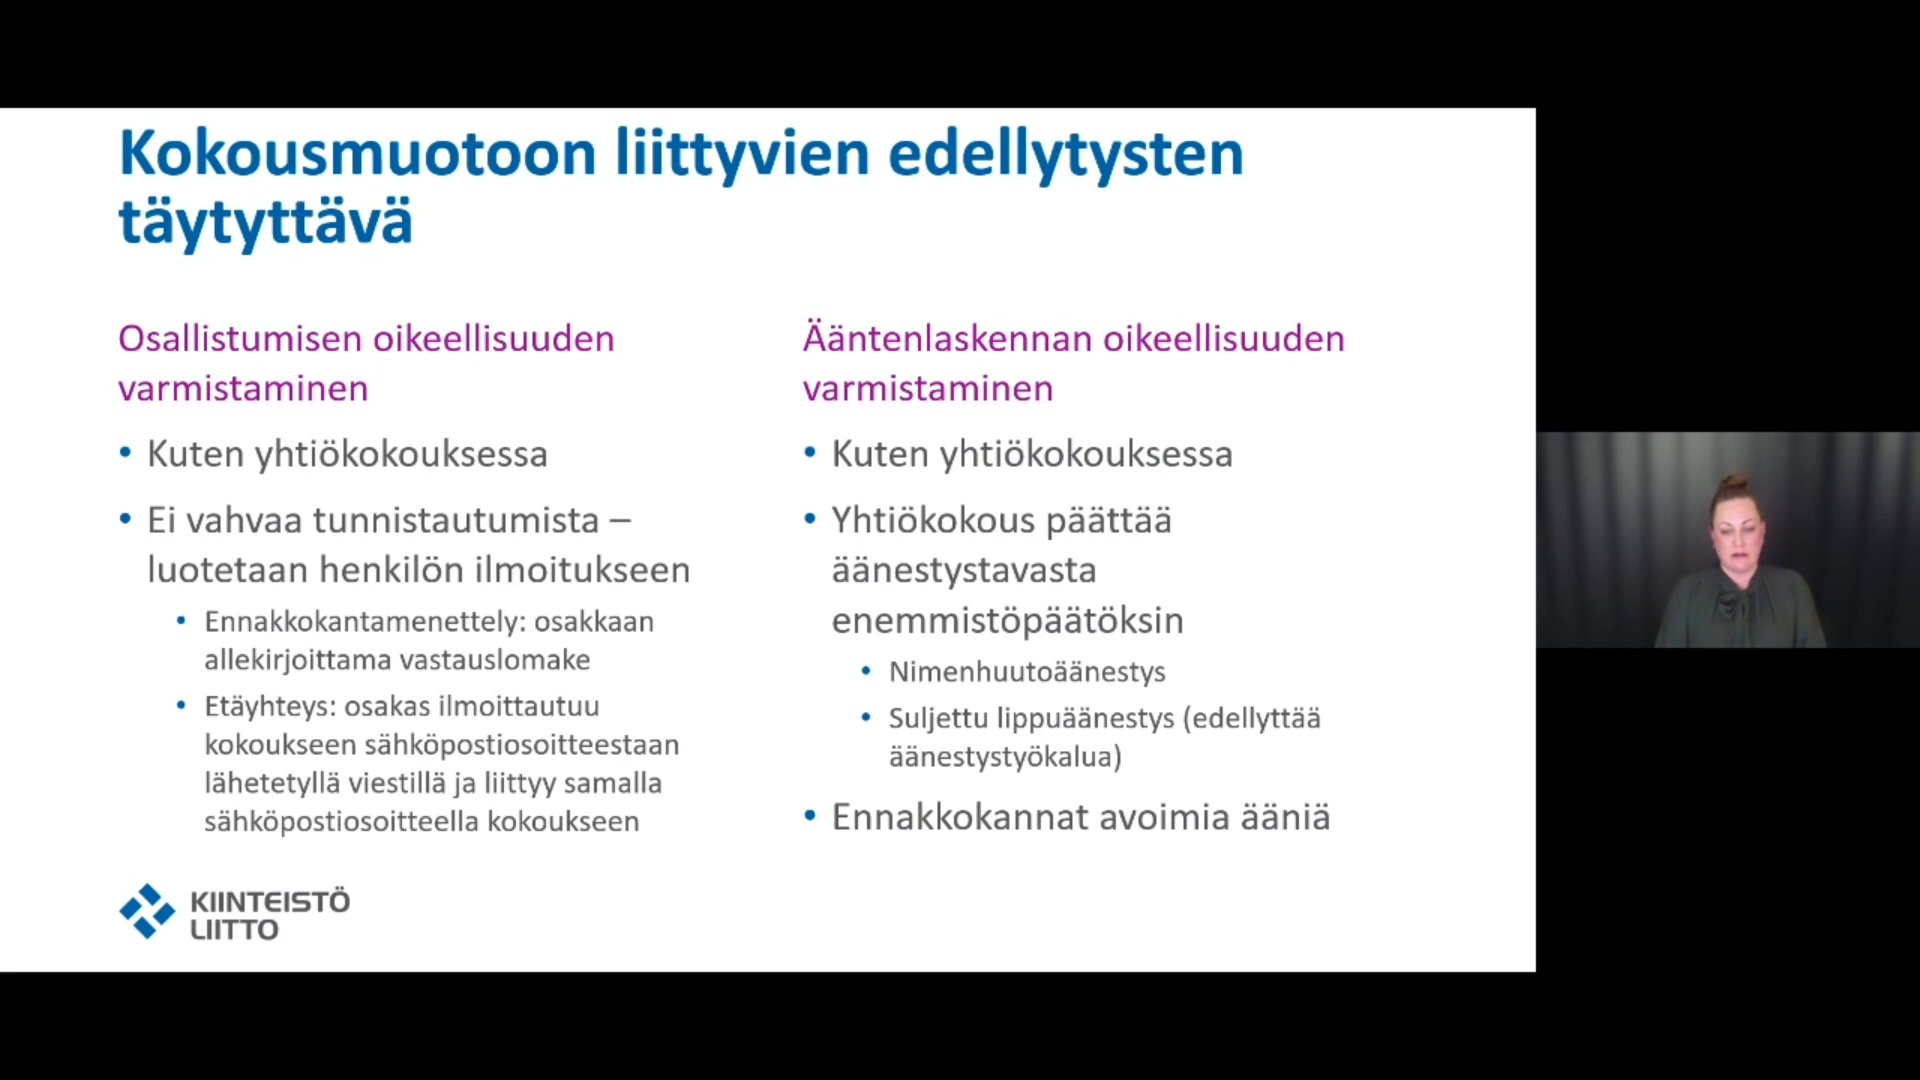 Kokousmuotoon liittyvien edellytysten
täytyttävä
Osallistumisen oikeellisuuden
varmistaminen
• Kuten yhtiökokouksessa
• Ei vahvaa tunnistautumista –
luotetaan henkilön ilmoitukseen
• Ennakkokantamenettely: osakkaan
allekirjoittama vastauslomake
• Etäyhteys: osakas ilmoittautuu
kokoukseen sähköpostiosoitteestaan
lähetetyllä viestillä ja liittyy samalla
sähköpostiosoitteella kokoukseen
Ääntenlaskennan oikeellisuuden
varmistaminen
• Kuten yhtiökokouksessa
• Yhtiökokous päättää
äänestystavasta
enemmistöpäätöksin
• Nimenhuutoäänestys
• Suljettu lippuäänestys (edellyttää
äänestystyökalua)
• Ennakkokannat avoimia ääniä
KIINTEISTÖ
LIITTO